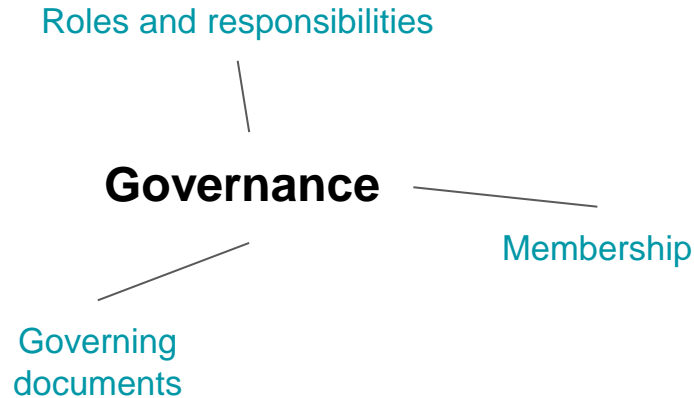 Roles and responsibilities
Governance
Membership
Governing
documents